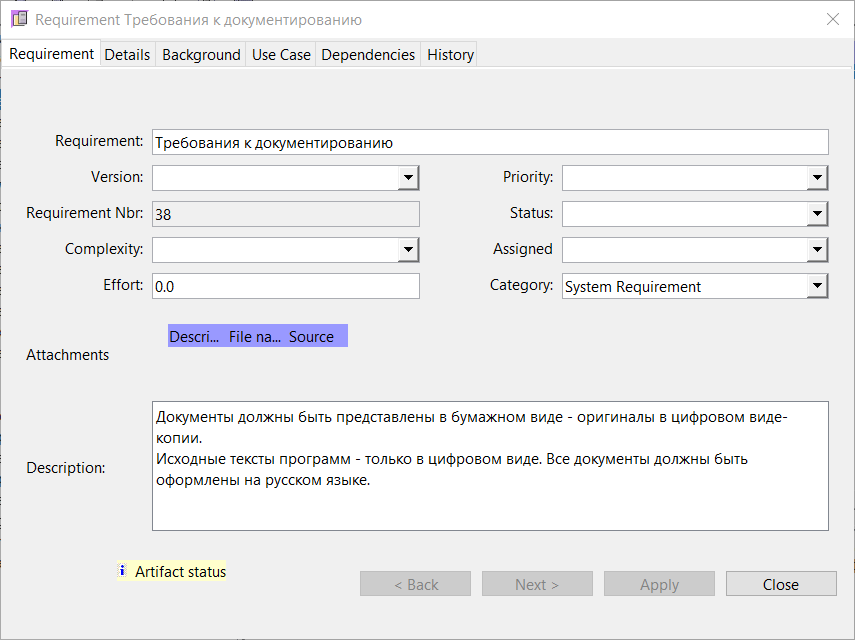 Requirement Требования к документированию
Requirement Details Background Use Case Dependencies History
Requirement: Требования к документированию
Version: Priority:
Requirement Nbr: 38 Status:
Complexity: Assigned
Effort: 0.0 Category: System Requirement
Descri... File na... Source
Attachments
Документы должны быть представлены в бумажном виде - оригиналы в цифровом виде-
копии.
Исходные тексты программ - только в цифровом виде. Все документы должны быть
Description:
оформлены на русском языке.
Artifact status
< Back Next > Apply Close